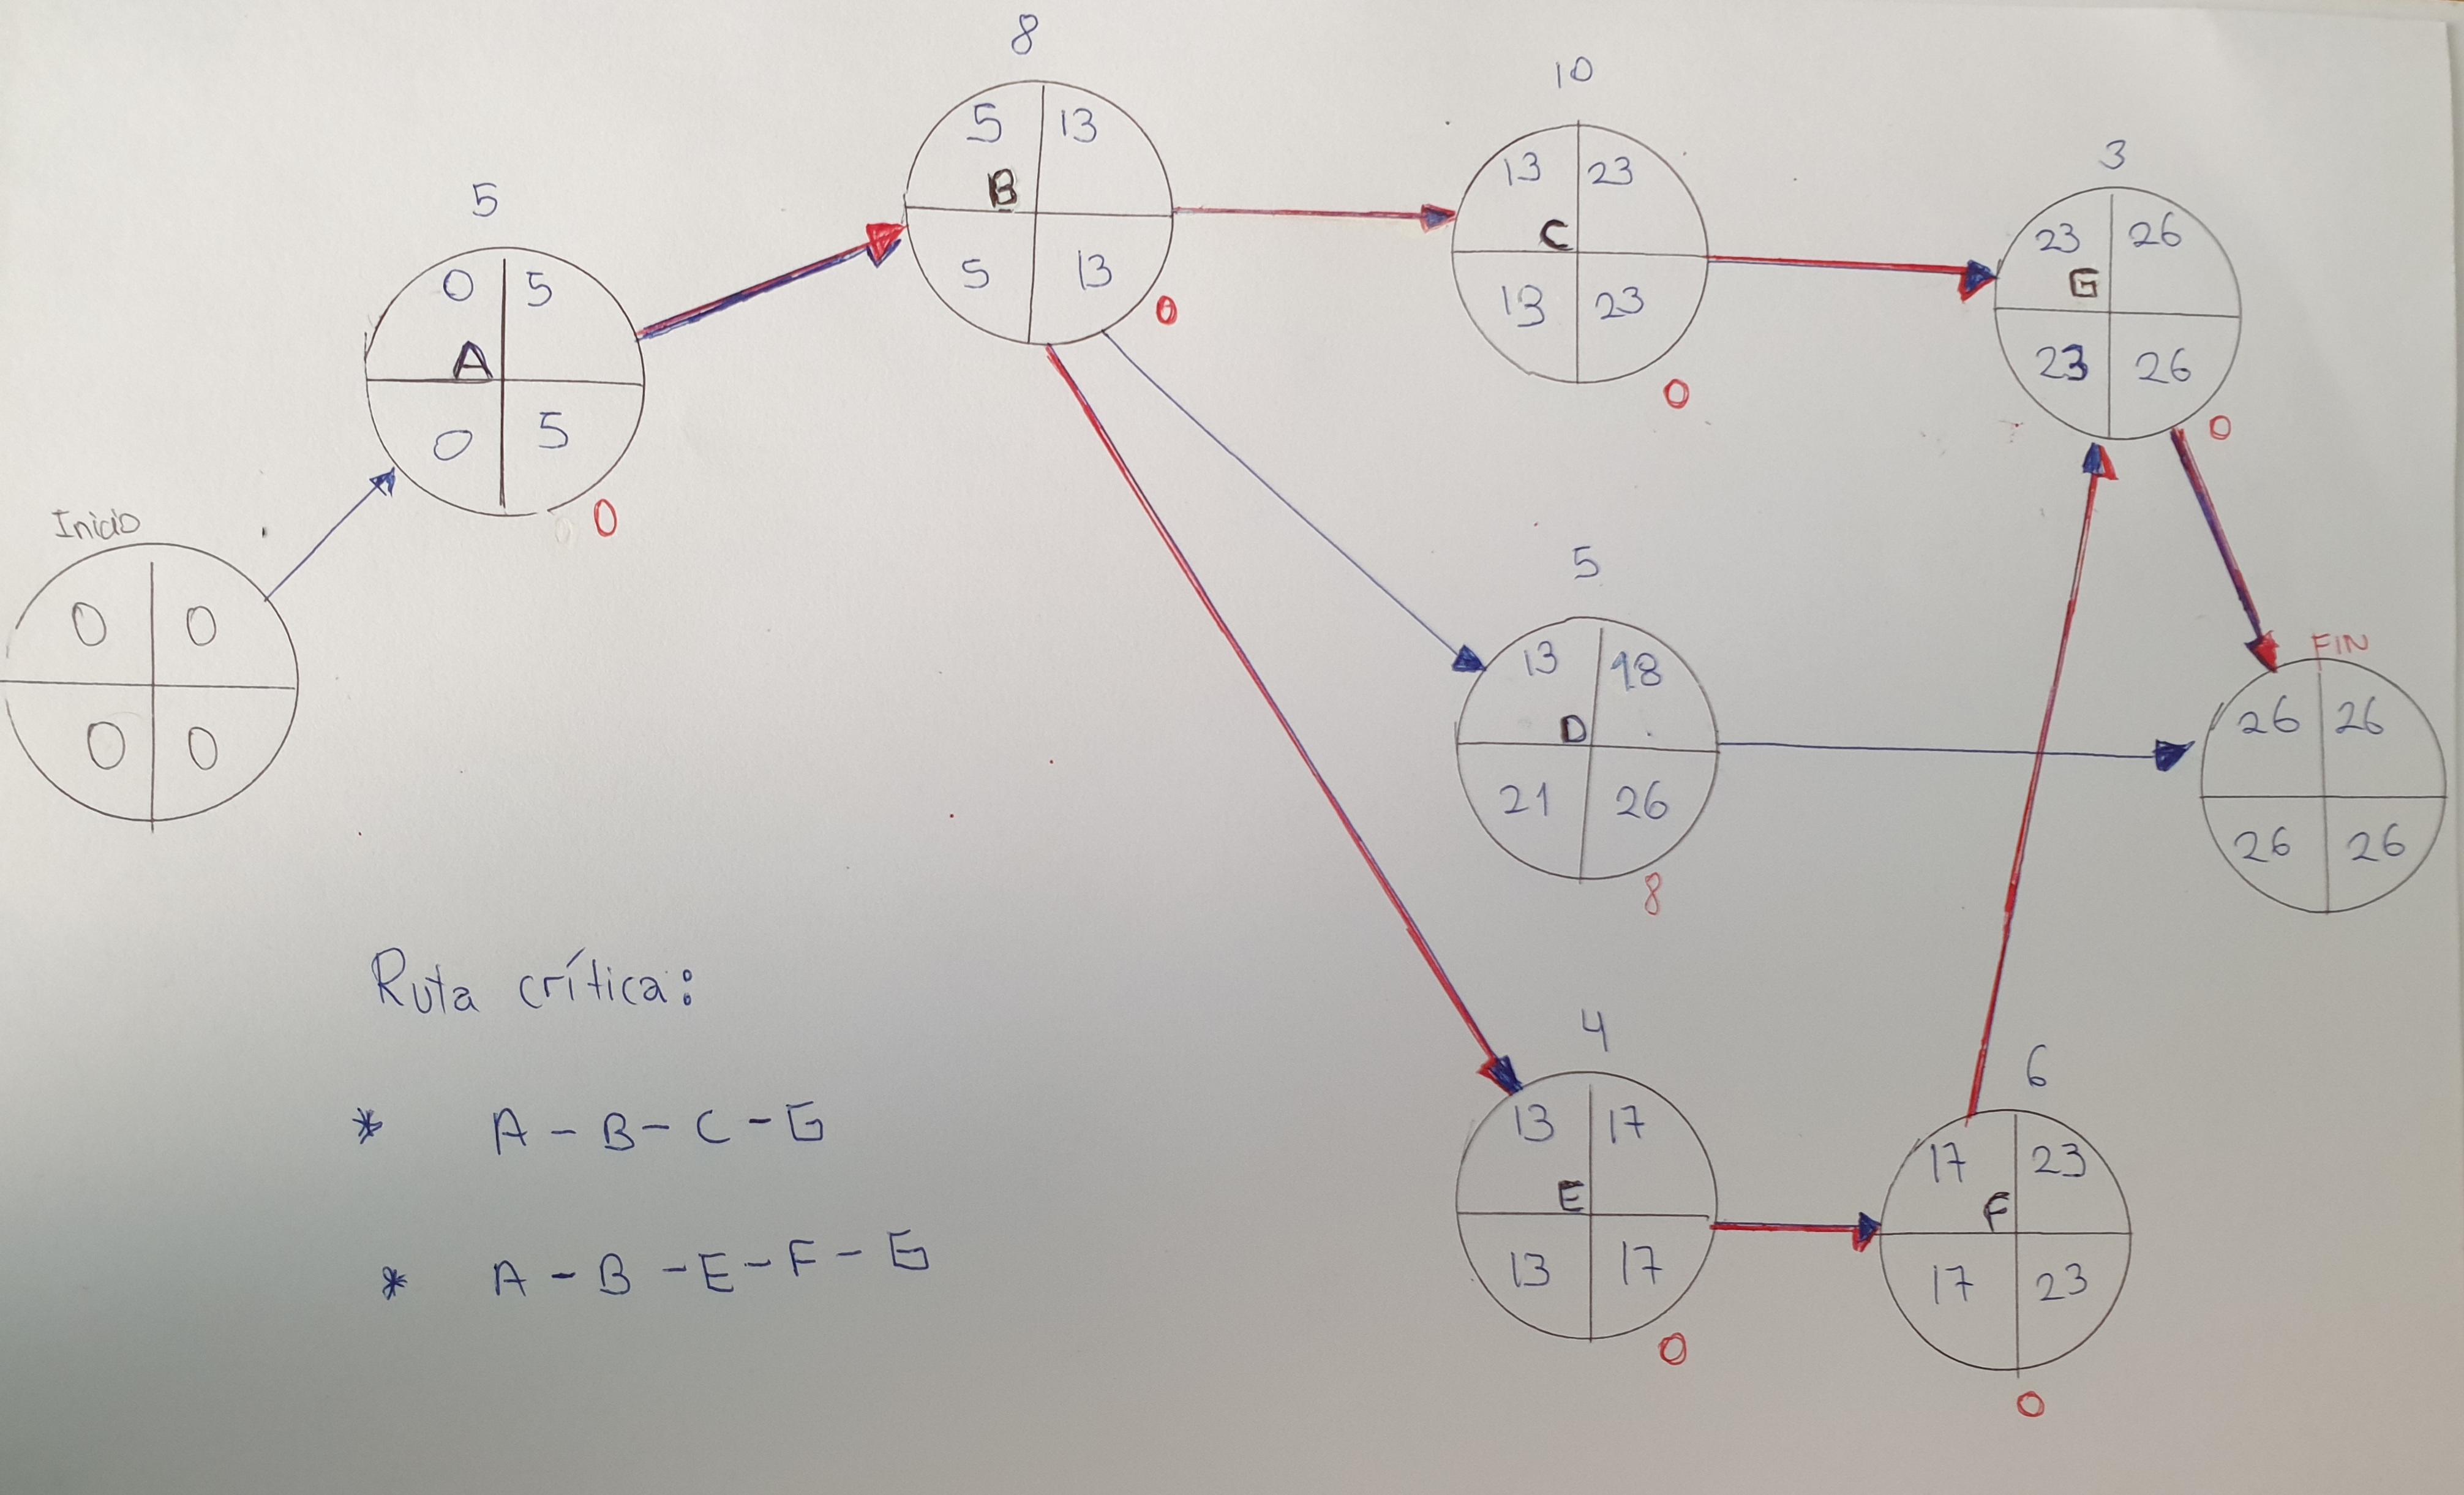 8
5 13
B
5 13
0
10
13 23
C
13 23
0
3
23 26
G
23 26
0
5
0 5
A
0 5
0
Inicio
0 0
0 0
5
13 18
D
21 26
8
FIN
26 26
26 26
4
13 17
E
13 17
0
6
17 23
F
17 23
0
Ruta crítica:
* A - B - C - G
* A - B - E - F - G